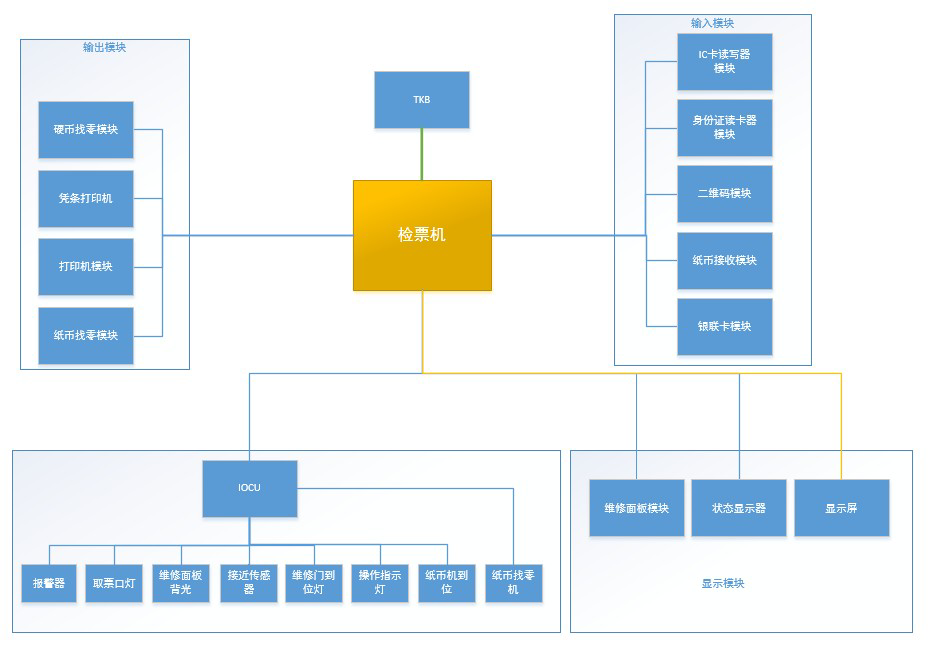 输入模块
输出模块
IC卡读写器
模块
TKB
硬币找零模块
身份证读卡器
模块
凭条打印机
二维码模块
检票机
打印机模块
纸币接收模块
纸币找零模块
银联卡模块
IOCU
维修面板模块
状态显示器
显示屏
报警器
取票口灯
维修面板
背光
接近传感
器
维修门到
位灯
操作指示
灯
纸币机到
位
纸币找零
机
显示模块